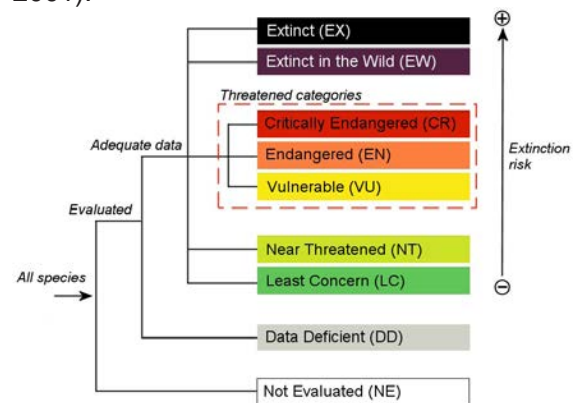 2001).
Extinct (EX)
Extinct in the Wild (EW)
Threatened categories
Critically Endangered (CR)
Adequate data
Endangered (EN)
Extinction
risk
Vulnerable (VU)
Evaluated
Near Threatened (NT)
All species
Least Concern (LC)
Data Deficient (DD)
Not Evaluated (NE)